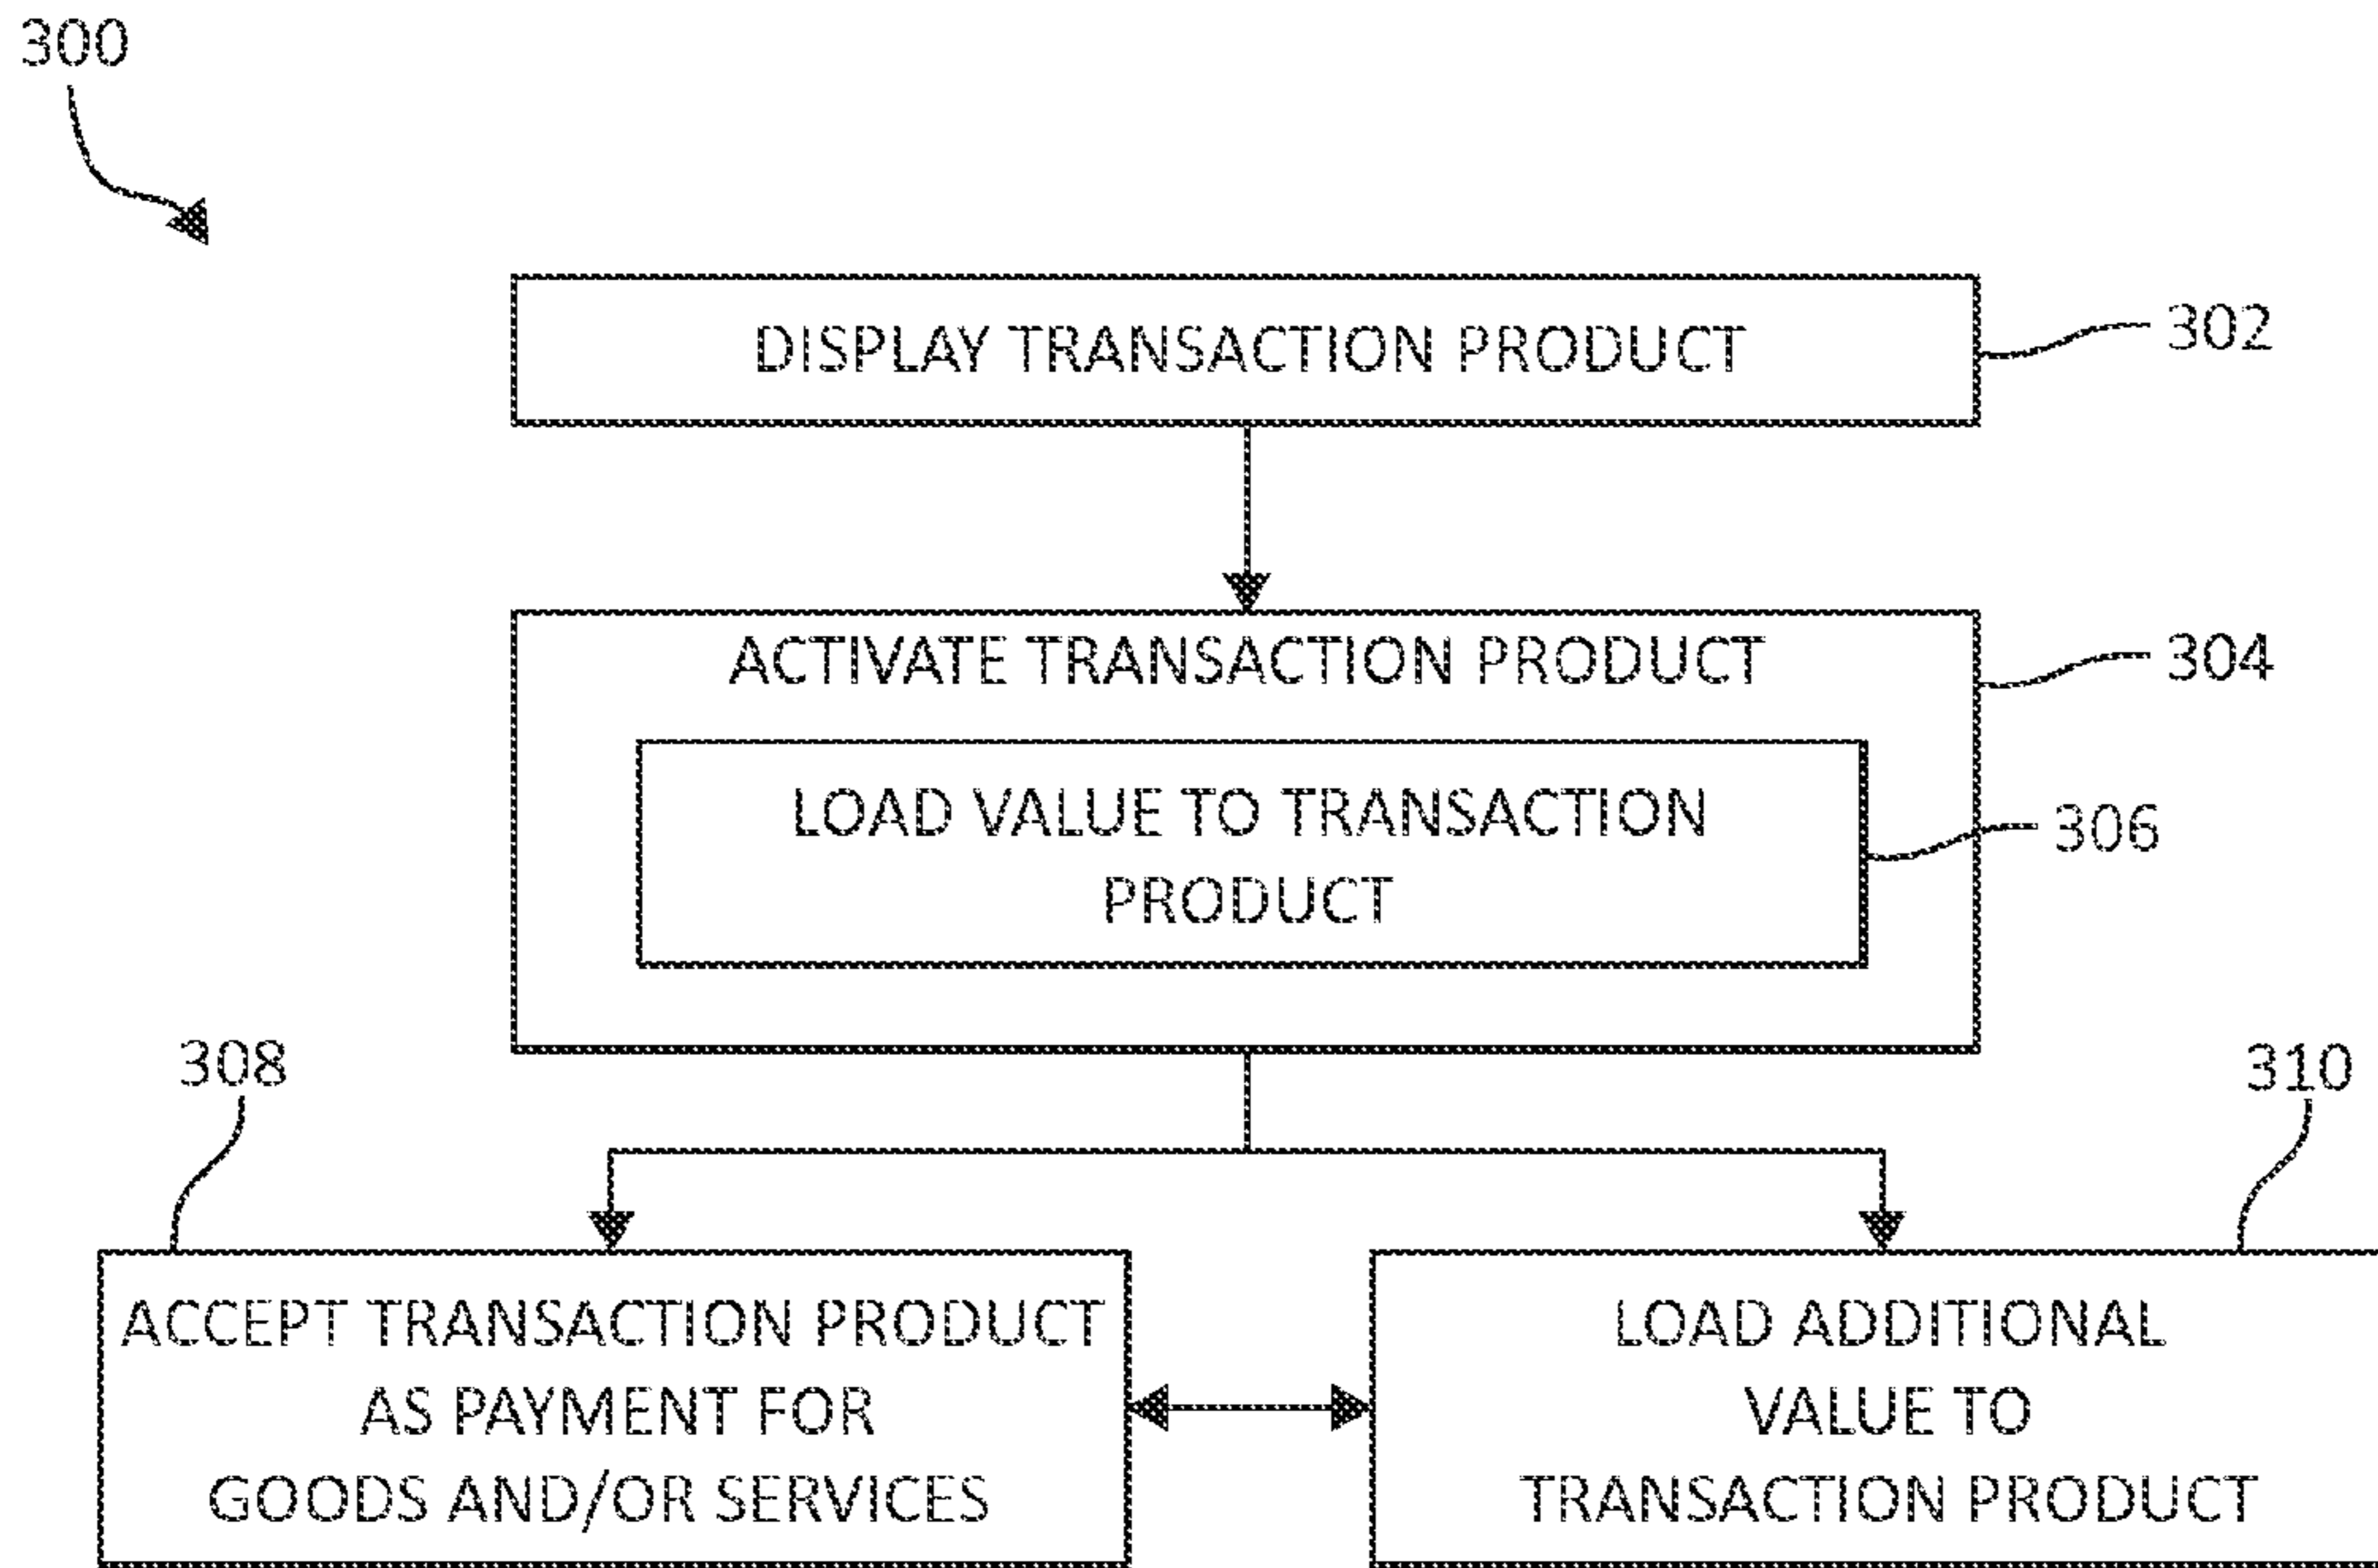 300
DISPLAY TRANSACTION PRODUCT
302
ACTIVATE TRANSACTION PRODUCT
304
LOAD VALUE TO TRANSACTION
PRODUCT
306
308
310
ACCEPT TRANSACTION PRODUCT
AS PAYMENT FOR
GOODS AND/OR SERVICES
LOAD ADDITIONAL
VALUE TO
TRANSACTION PRODUCT